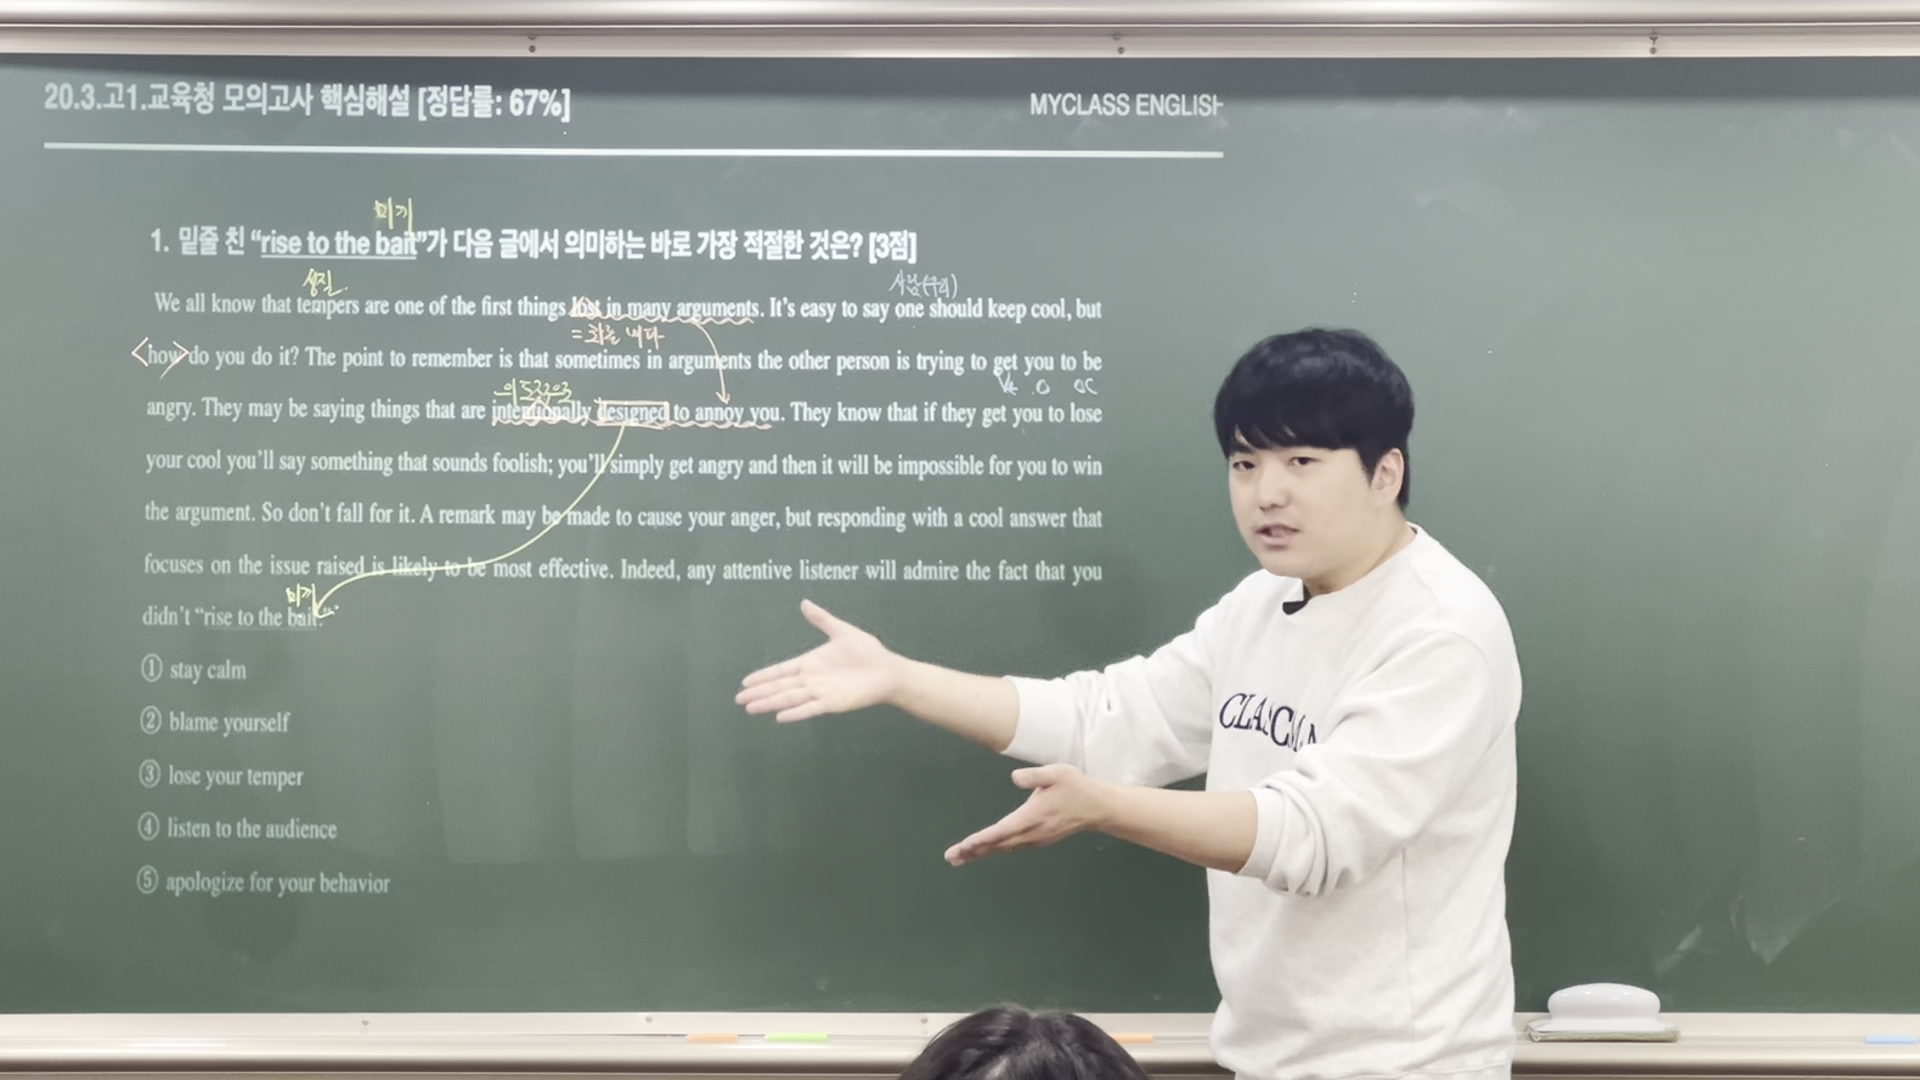 20.3.고1.교육청 모의고사 핵심해설 [정답률: 67%]
MYCLASS ENGLISH
미끼
1. 밑줄 친 “rise to the bait”가 다음 글에서 의미하는 바로 가장 적절한 것은? [3점]
성질.
사람(우리)
We all know that tempers are one of the first things lost in many arguments. It’s easy to say one should keep cool, but
=화를 내다
<how> do you do it? The point to remember is that sometimes in arguments the other person is trying to get you to be
의도적으로
O OC
angry. They may be saying things that are intentionally designed to annoy you. They know that if they get you to lose
your cool you’ll say something that sounds foolish; you’ll simply get angry and then it will be impossible for you to win
the argument. So don’t fall for it. A remark may be made to cause your anger, but responding with a cool answer that
focuses on the issue raised is likely to be most effective. Indeed, any attentive listener will admire the fact that you
미끼
didn’t “rise to the bait.”
① stay calm
② blame yourself
③ lose your temper
④ listen to the audience
⑤ apologize for your behavior